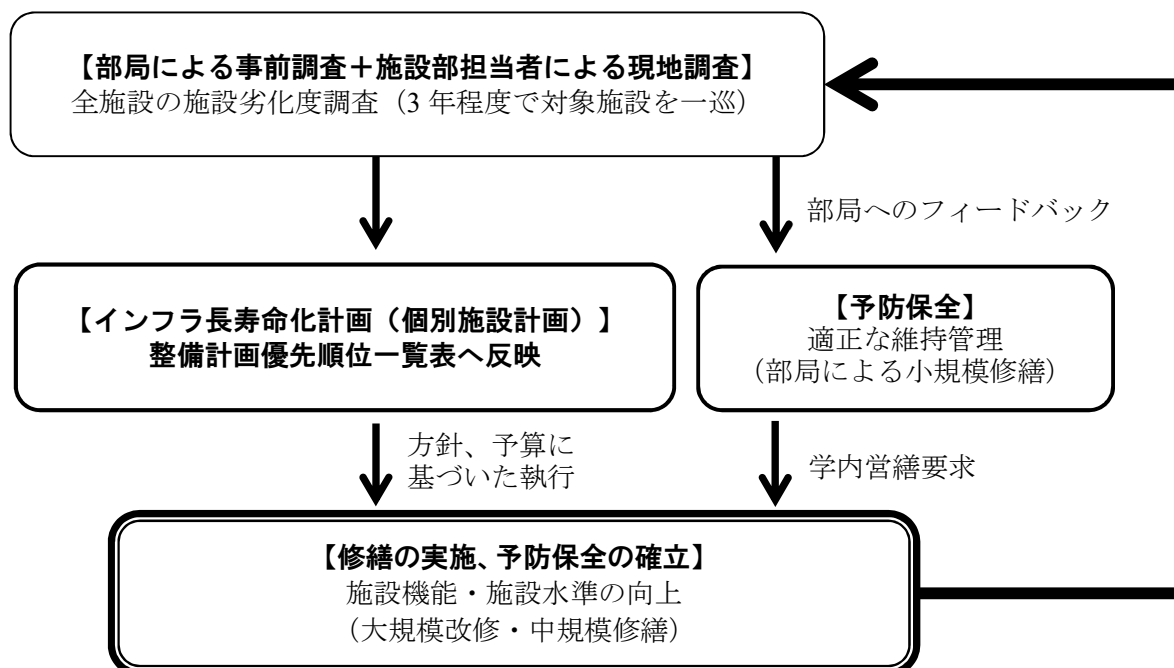 【部局による事前調査+施設部担当者による現地調査】
全施設の施設劣化度調査（3年程度で対象施設を一巡）
部局へのフィードバック
【インフラ長寿命化計画（個別施設計画）】
整備計画優先順位一覧表へ反映
【予防保全】
適正な維持管理
（部局による小規模修繕）
方針、予算に
基づいた執行
学内営繕要求
【修繕の実施、予防保全の確立】
施設機能・施設水準の向上
（大規模改修・中規模修繕）